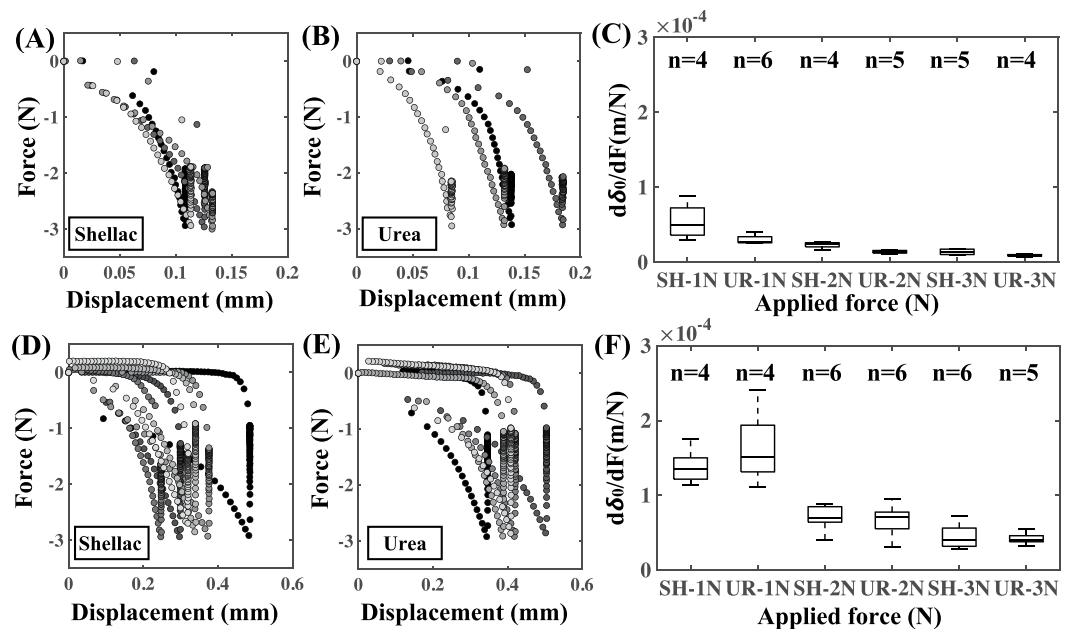 (A)
0
-1
-2
-3
Force (N)
Shellac
0
0.05
0.1
0.15
0.2
Displacement (mm)
(B)
0
-1
-2
-3
Force (N)
Urea
0
0.05
0.1
0.15
0.2
Displacement (mm)
(C)
×10⁻⁴
3
2
1
0
dδ₀/dF(m/N)
n=4 n=6 n=4 n=5 n=5 n=4
SH-1N UR-1N SH-2N UR-2N SH-3N UR-3N
Applied force (N)
(D)
0
-1
-2
-3
Force (N)
Shellac
0
0.2
0.4
0.6
Displacement (mm)
(E)
0
-1
-2
-3
Force (N)
Urea
0
0.2
0.4
0.6
Displacement (mm)
(F)
×10⁻⁴
3
2
1
0
dδ₀/dF(m/N)
n=4 n=4 n=6 n=6 n=6 n=5
SH-1N UR-1N SH-2N UR-2N SH-3N UR-3N
Applied force (N)